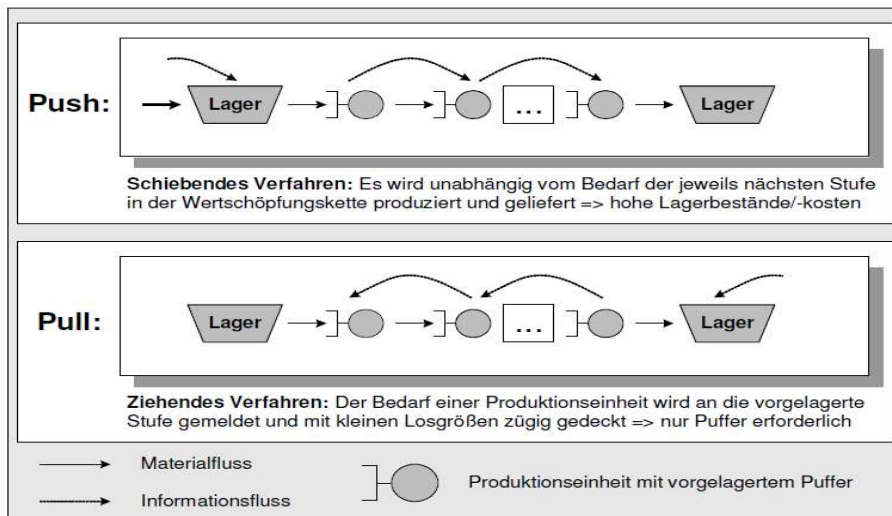 Push:
Lager
...
Lager
Schiebendes Verfahren: Es wird unabhängig vom Bedarf der jeweils nächsten Stufe
in der Wertschöpfungskette produziert und geliefert => hohe Lagerbestände/-kosten
Pull:
Lager
...
Lager
Ziehendes Verfahren: Der Bedarf einer Produktionseinheit wird an die vorgelagerte
Stufe gemeldet und mit kleinen Losgrößen zügig gedeckt => nur Puffer erforderlich
Materialfluss
Informationsfluss
Produktionseinheit mit vorgelagertem Puffer